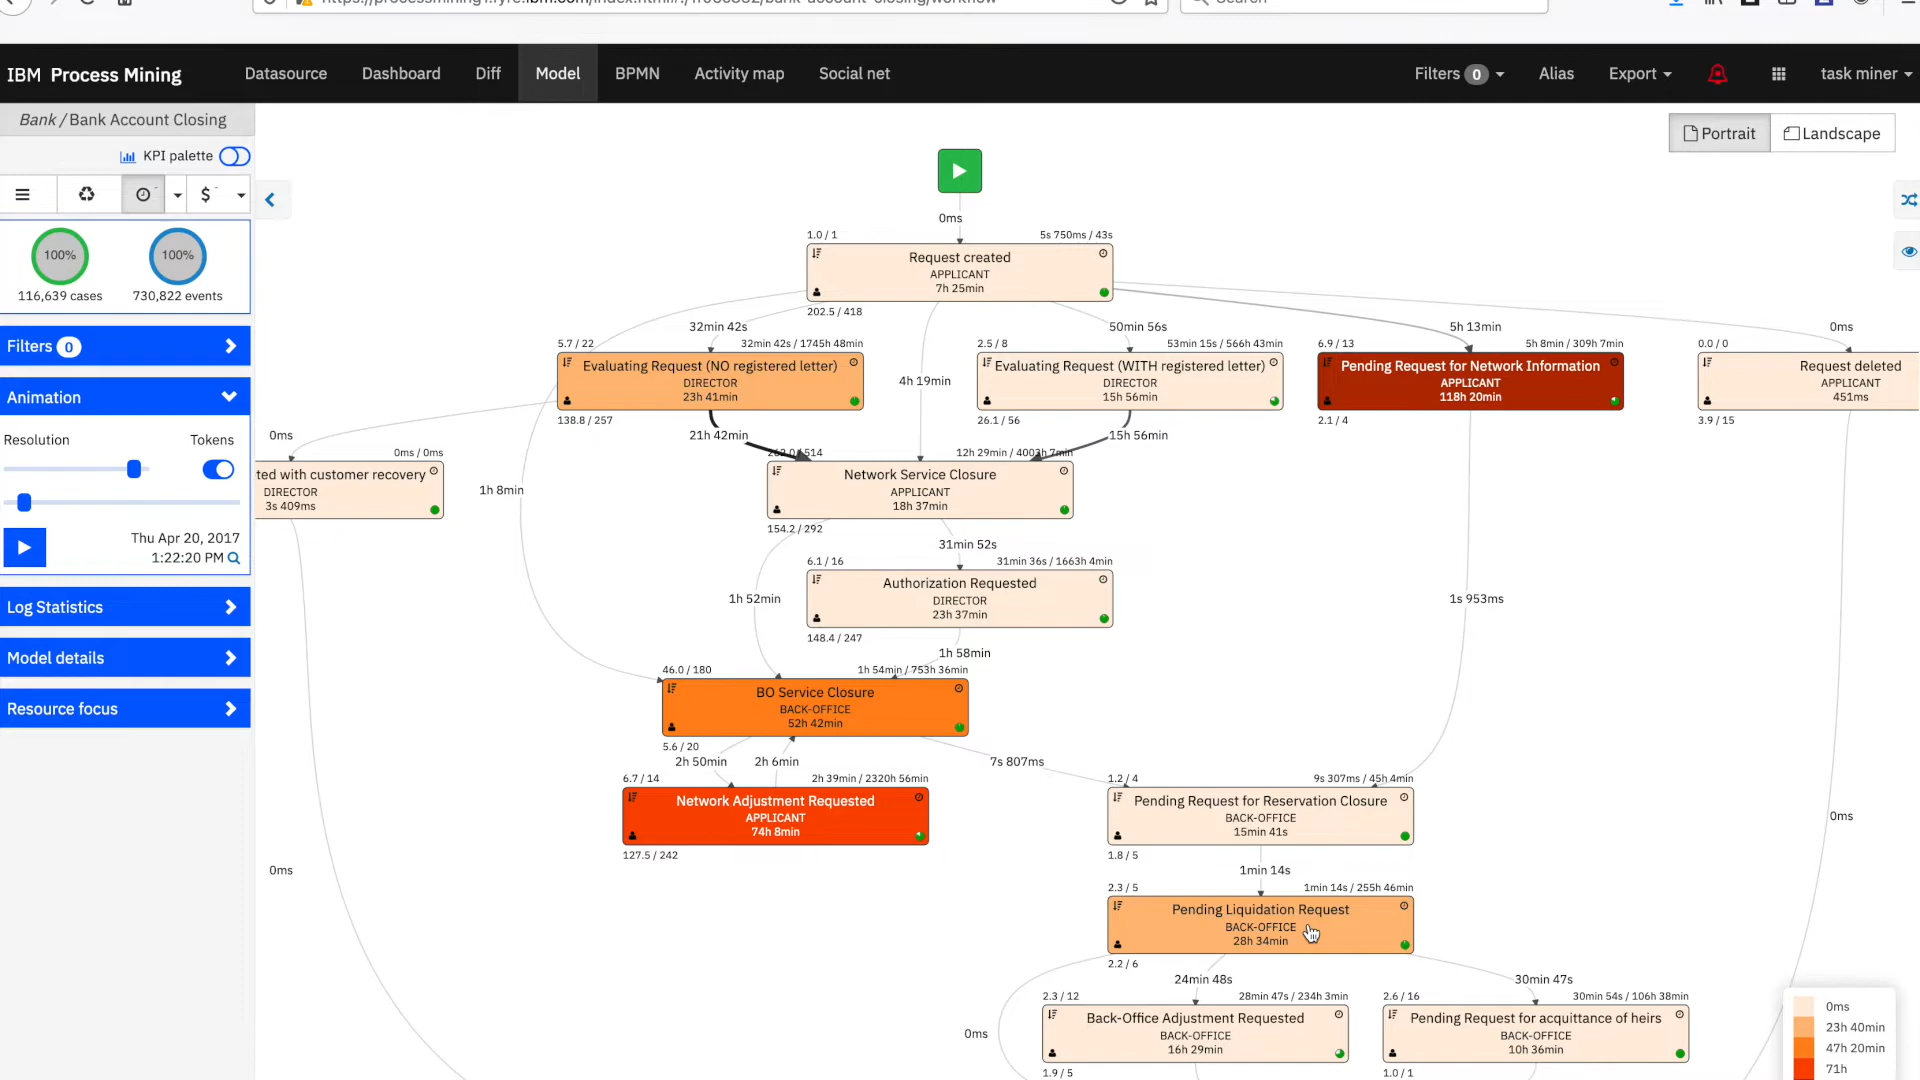 IBM Process Mining
Datasource
Dashboard
Diff
Model
BPMN
Activity map
Social net
Filters 0
Alias
Export
task miner
Bank / Bank Account Closing
KPI palette
Portrait
Landscape
$
100%
100%
116,639 cases
730,822 events
Filters 0
Animation
Resolution
Tokens
Thu Apr 20, 2017
1:22:20 PM
Log Statistics
Model details
Resource focus
0ms
1.0 / 1
5s 750ms / 43s
Request created
APPLICANT
7h 25min
202.5 / 418
32min 42s
50min 56s
5h 13min
0ms
5.7 / 22
32min 42s / 1745h 48min
Evaluating Request (NO registered letter)
DIRECTOR
23h 41min
138.8 / 257
4h 19min
2.5 / 8
53min 15s / 566h 43min
Evaluating Request (WITH registered letter)
DIRECTOR
15h 56min
26.1 / 56
6.9 / 13
5h 8min / 309h 7min
Pending Request for Network Information
APPLICANT
118h 20min
2.1 / 4
0.0 / 0
Request deleted
APPLICANT
451ms
3.9 / 15
0ms
21h 42min
15h 56min
0ms / 0ms
ted with customer recovery
DIRECTOR
3s 409ms
1h 8min
12h 29min / 4003h 7min
Network Service Closure
APPLICANT
18h 37min
154.2 / 292
31min 52s
6.1 / 16
31min 36s / 1663h 4min
Authorization Requested
DIRECTOR
23h 37min
148.4 / 247
1h 52min
1s 953ms
1h 58min
46.0 / 180
1h 54min / 753h 36min
BO Service Closure
BACK-OFFICE
52h 42min
5.6 / 20
2h 50min
2h 6min
7s 807ms
6.7 / 14
2h 39min / 2320h 56min
Network Adjustment Requested
APPLICANT
74h 8min
127.5 / 242
1.2 / 4
9s 307ms / 45h 4min
Pending Request for Reservation Closure
BACK-OFFICE
15min 41s
1.8 / 5
0ms
0ms
1min 14s
2.3 / 5
1min 14s / 255h 46min
Pending Liquidation Request
BACK-OFFICE
28h 34min
2.2 / 6
24min 48s
30min 47s
0ms
2.3 / 12
28min 47s / 234h 3min
Back-Office Adjustment Requested
BACK-OFFICE
16h 29min
1.9 / 5
2.6 / 16
30min 54s / 106h 38min
Pending Request for acquittance of heirs
BACK-OFFICE
10h 36min
1.0 / 1
0ms
23h 40min
47h 20min
71h